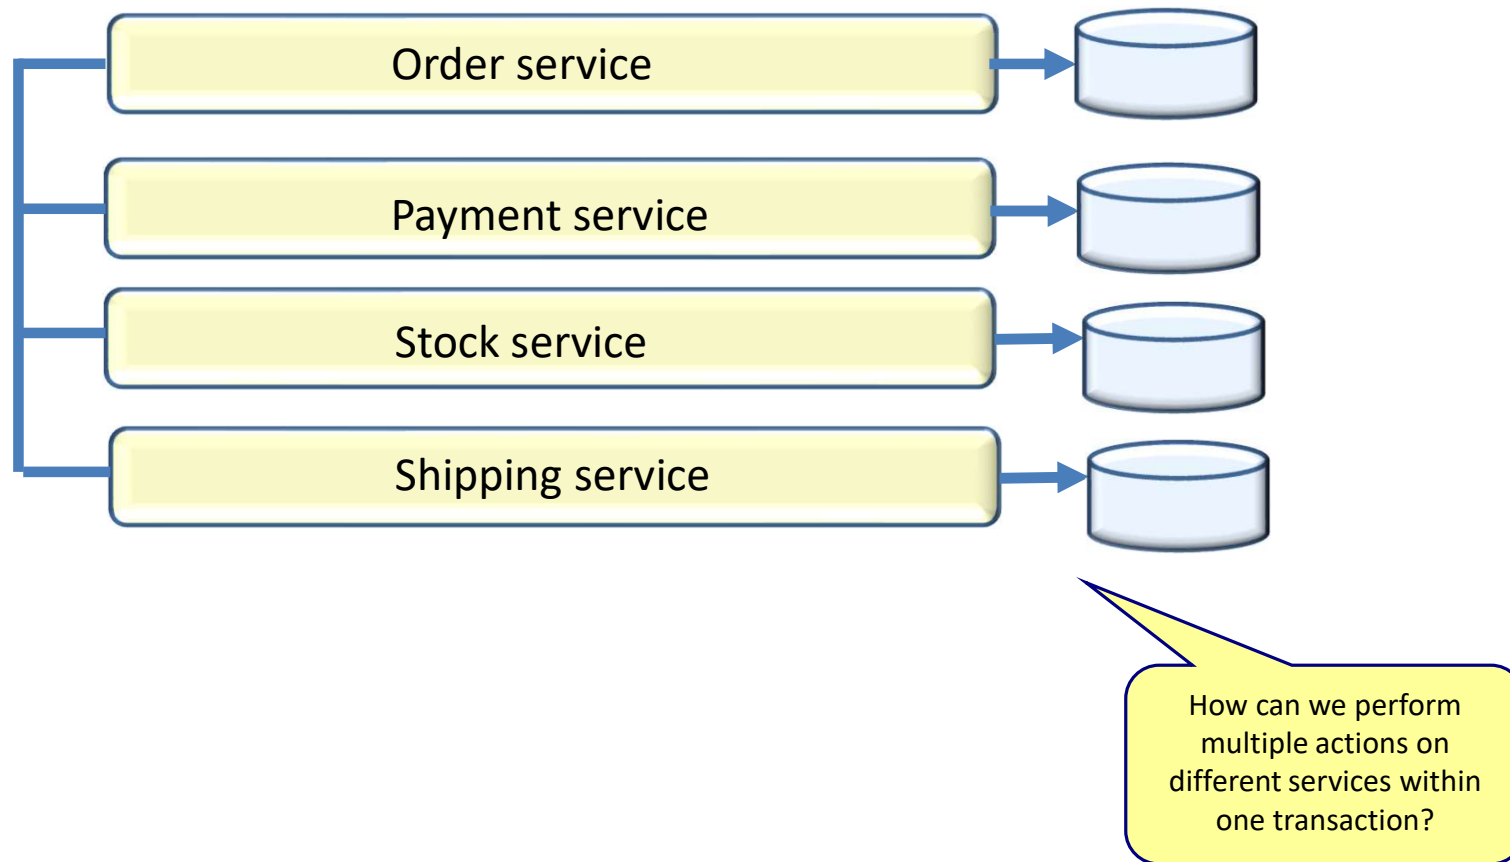 Order service
Payment service
Stock service
Shipping service
How can we perform
multiple actions on
different services within
one transaction?